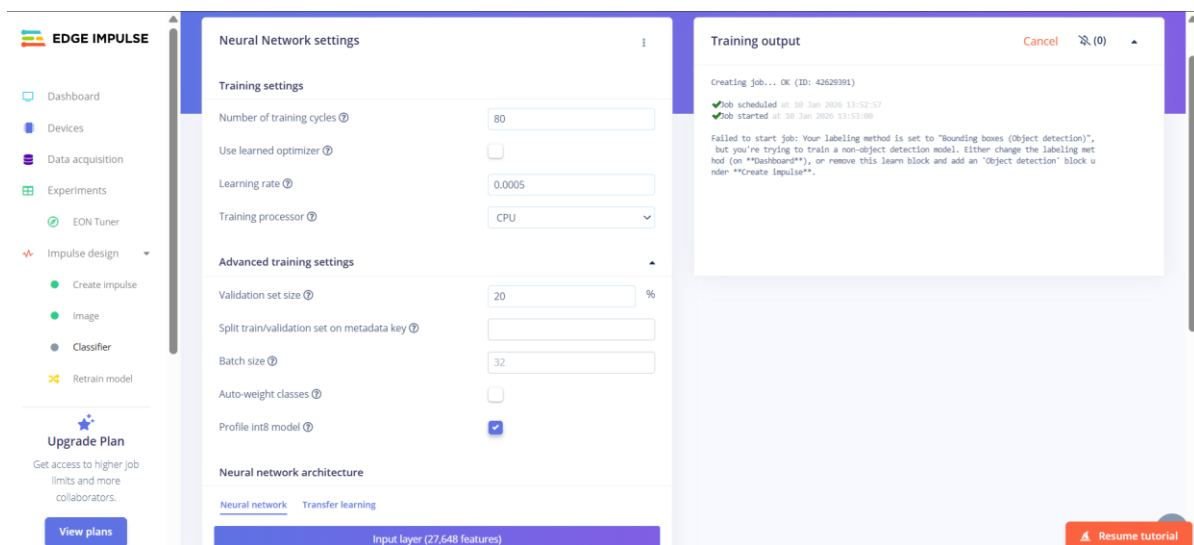 EDGE IMPULSE
Dashboard
Devices
Data acquisition
Experiments
EON Tuner
Impulse design
Create impulse
Image
Classifier
Retrain model
Upgrade Plan
Get access to higher job
limits and more
collaborators.
View plans
Neural Network settings
Training settings
Number of training cycles ? 80
Use learned optimizer ?
Learning rate ? 0.0005
Training processor ? CPU
Advanced training settings
Validation set size ? 20 %
Split train/validation set on metadata key ?
Batch size ? 32
Auto-weight classes ?
Profile int8 model ?
Neural network architecture
Neural network Transfer learning
Input layer (27,648 features)
Training output Cancel (0)
Creating job... OK (ID: 42629391)
Job scheduled at 10 Jan 2026 13:52:57
Job started at 10 Jan 2026 13:53:00
Failed to start job: Your labeling method is set to "Bounding boxes (Object detection)",
but you're trying to train a non-object detection model. Either change the labeling met
hod (on **Dashboard**), or remove this learn block and add an 'Object detection' block u
nder **Create impulse**.
Resume tutorial